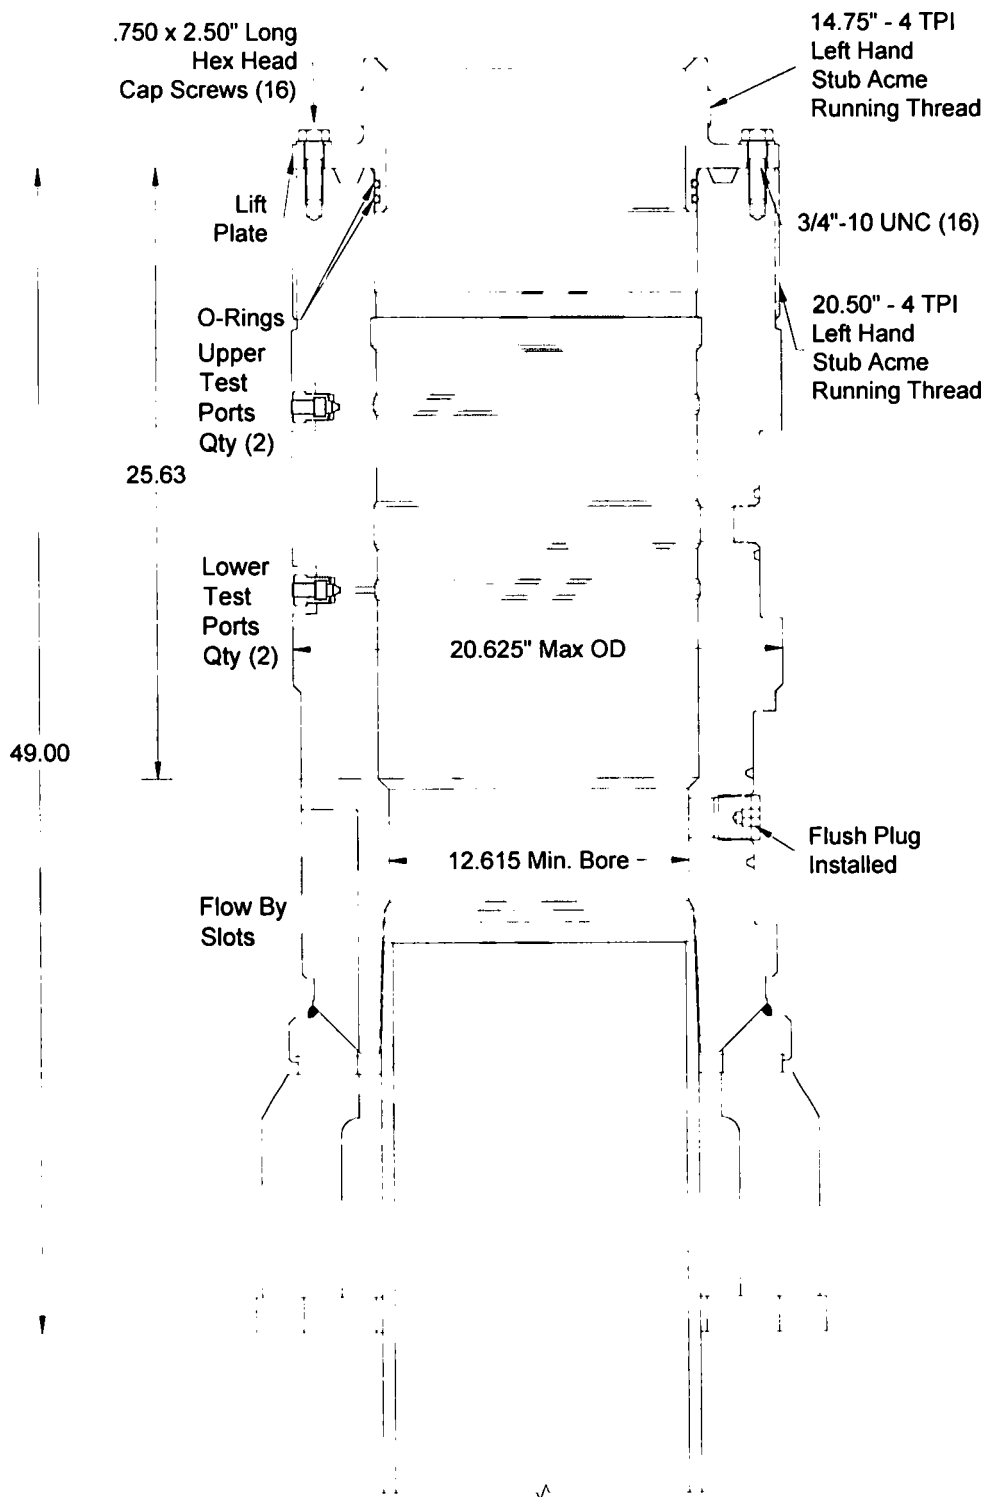 .750 x 2.50" Long
Hex Head
Cap Screws (16)
14.75" - 4 TPI
Left Hand
Stub Acme
Running Thread
Lift
Plate
3/4"-10 UNC (16)
O-Rings
20.50" - 4 TPI
Left Hand
Stub Acme
Running Thread
Upper
Test
Ports
Qty (2)
25.63
Lower
Test
Ports
Qty (2)
20.625" Max OD
49.00
12.615 Min. Bore
Flush Plug
Installed
Flow By
Slots